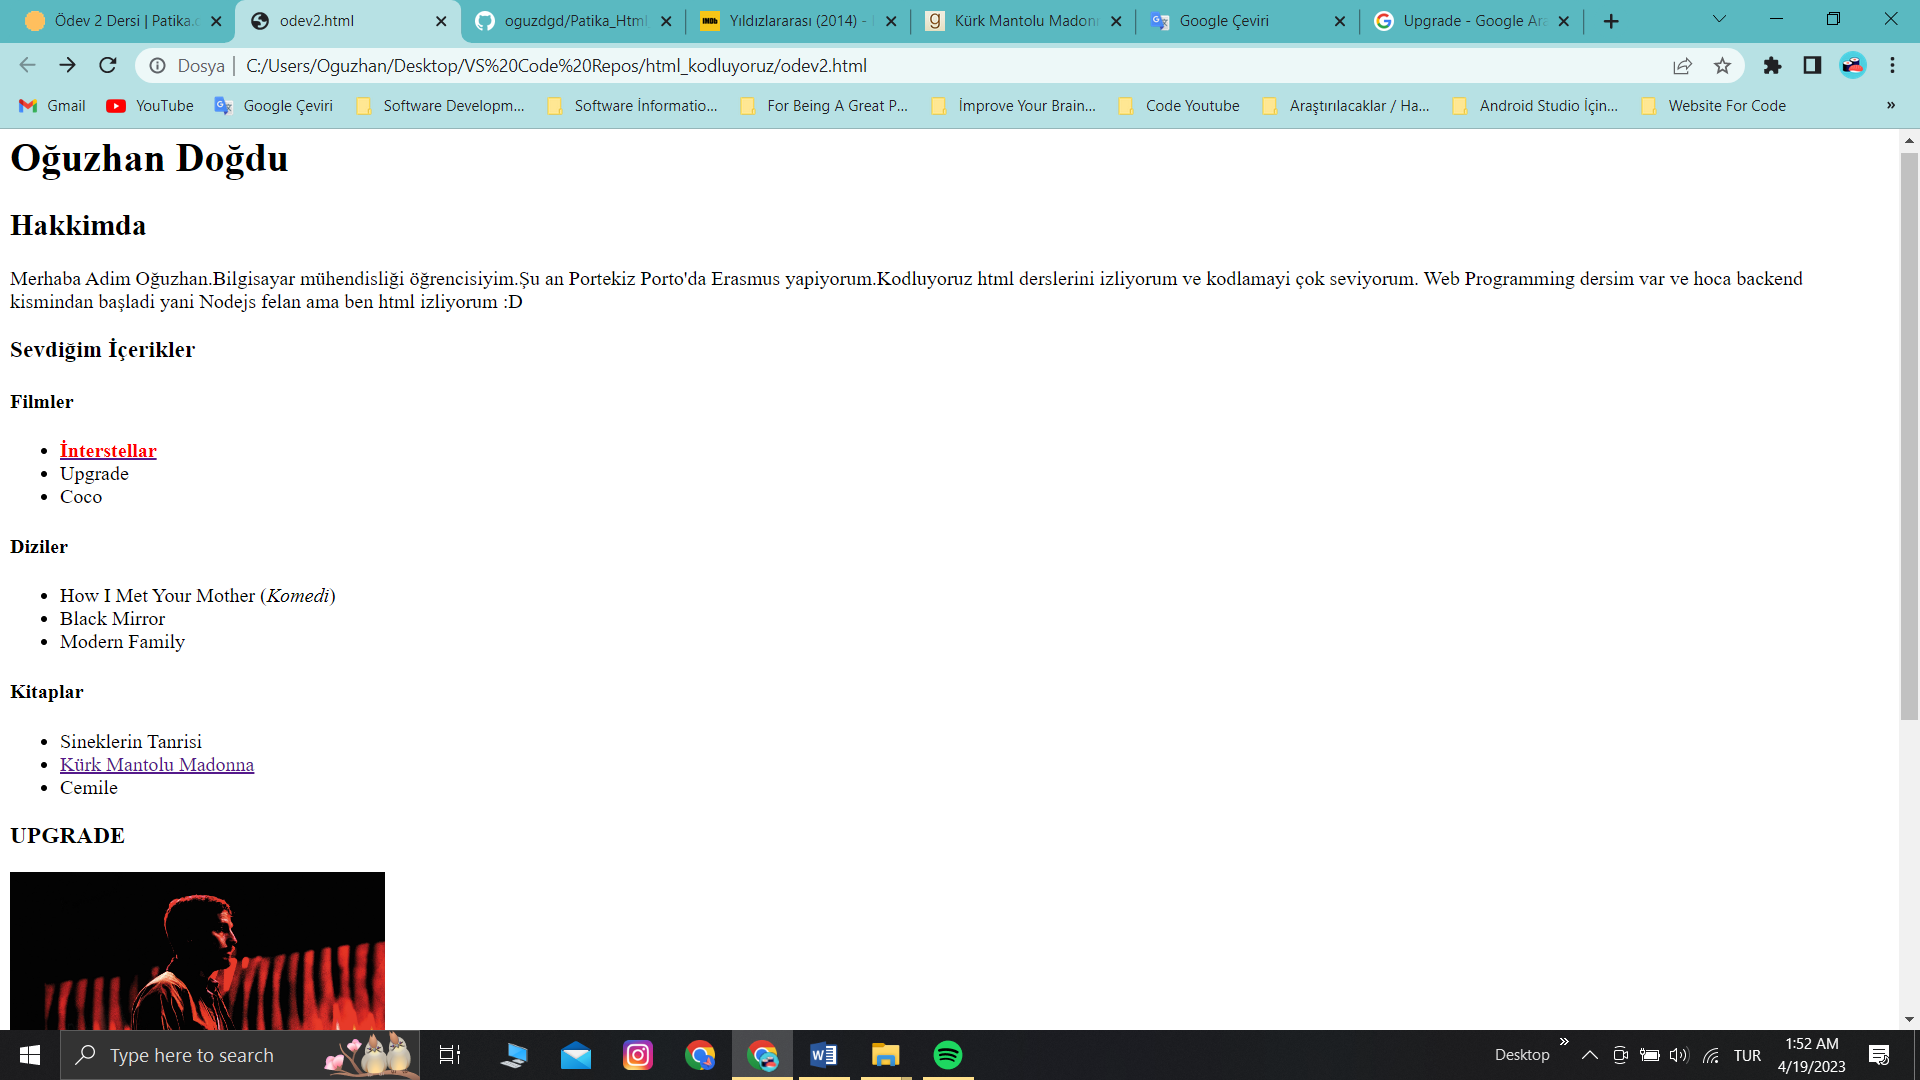 Ödev 2 Dersi | Patika.
odev2.html
oguzdgd/Patika_Html
IMDb
Yıldızlararası (2014) -
Kürk Mantolu Madonn
Google Çeviri
Upgrade - Google Ara
Dosya | C:/Users/Oguzhan/Desktop/VS%20Code%20Repos/html_kodluyoruz/odev2.html
Gmail
YouTube
Google Çeviri
Software Developm...
Software İnformatio...
For Being A Great P...
İmprove Your Brain...
Code Youtube
Araştırılacaklar / Ha...
Android Studio İçin...
Website For Code
»
Oğuzhan Doğdu
Hakkimda
Merhaba Adim Oğuzhan.Bilgisayar mühendisliği öğrencisiyim.Şu an Portekiz Porto'da Erasmus yapiyorum.Kodluyoruz html derslerini izliyorum ve kodlamayi çok seviyorum. Web Programming dersim var ve hoca backend
kismindan başladi yani Nodejs felan ama ben html izliyorum :D
Sevdiğim İçerikler
Filmler
• İnterstellar
• Upgrade
• Coco
Diziler
• How I Met Your Mother (Komedi)
• Black Mirror
• Modern Family
Kitaplar
• Sineklerin Tanrisi
• Kürk Mantolu Madonna
• Cemile
UPGRADE
Type here to search
Desktop
»
TUR
1:52 AM
4/19/2023